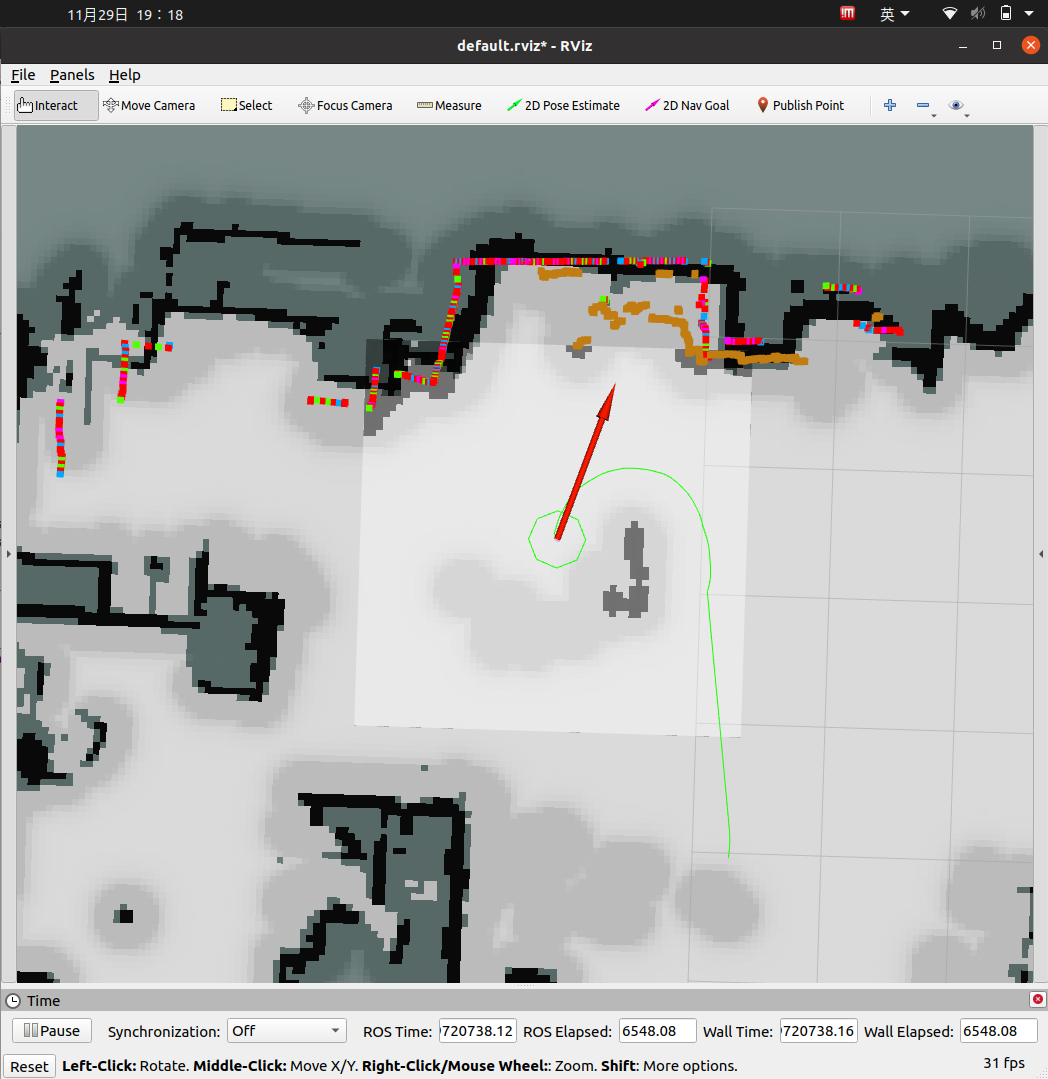 11月29日 19：18
英
default.rviz* - RViz
File Panels Help
Interact Move Camera Select Focus Camera Measure 2D Pose Estimate 2D Nav Goal Publish Point
Time
Pause Synchronization: Off ROS Time: 720738.12 ROS Elapsed: 6548.08 Wall Time: 720738.16 Wall Elapsed: 6548.08
Reset Left-Click: Rotate. Middle-Click: Move X/Y. Right-Click/Mouse Wheel:: Zoom. Shift: More options. 31 fps